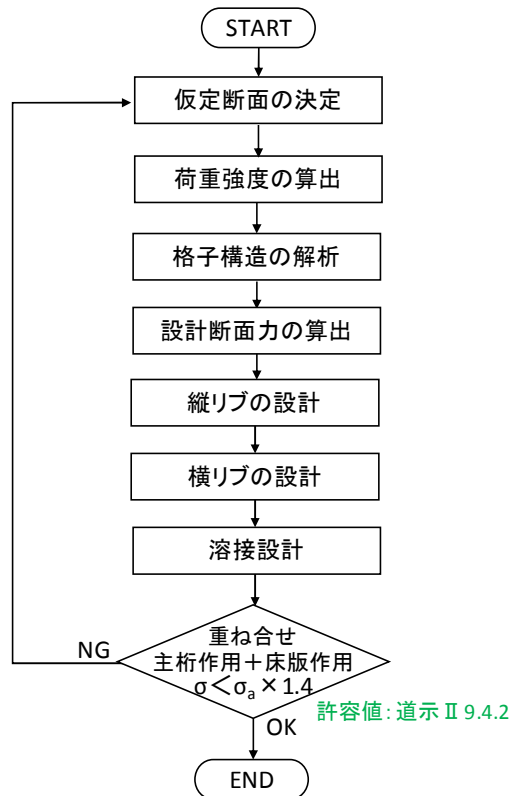 START
仮定断面の決定
荷重強度の算出
格子構造の解析
設計断面力の算出
縦リブの設計
横リブの設計
溶接設計
重ね合せ
主桁作用＋床版作用
σ＜σₐ×1.4
NG
許容値:道示Ⅱ9.4.2
OK
END